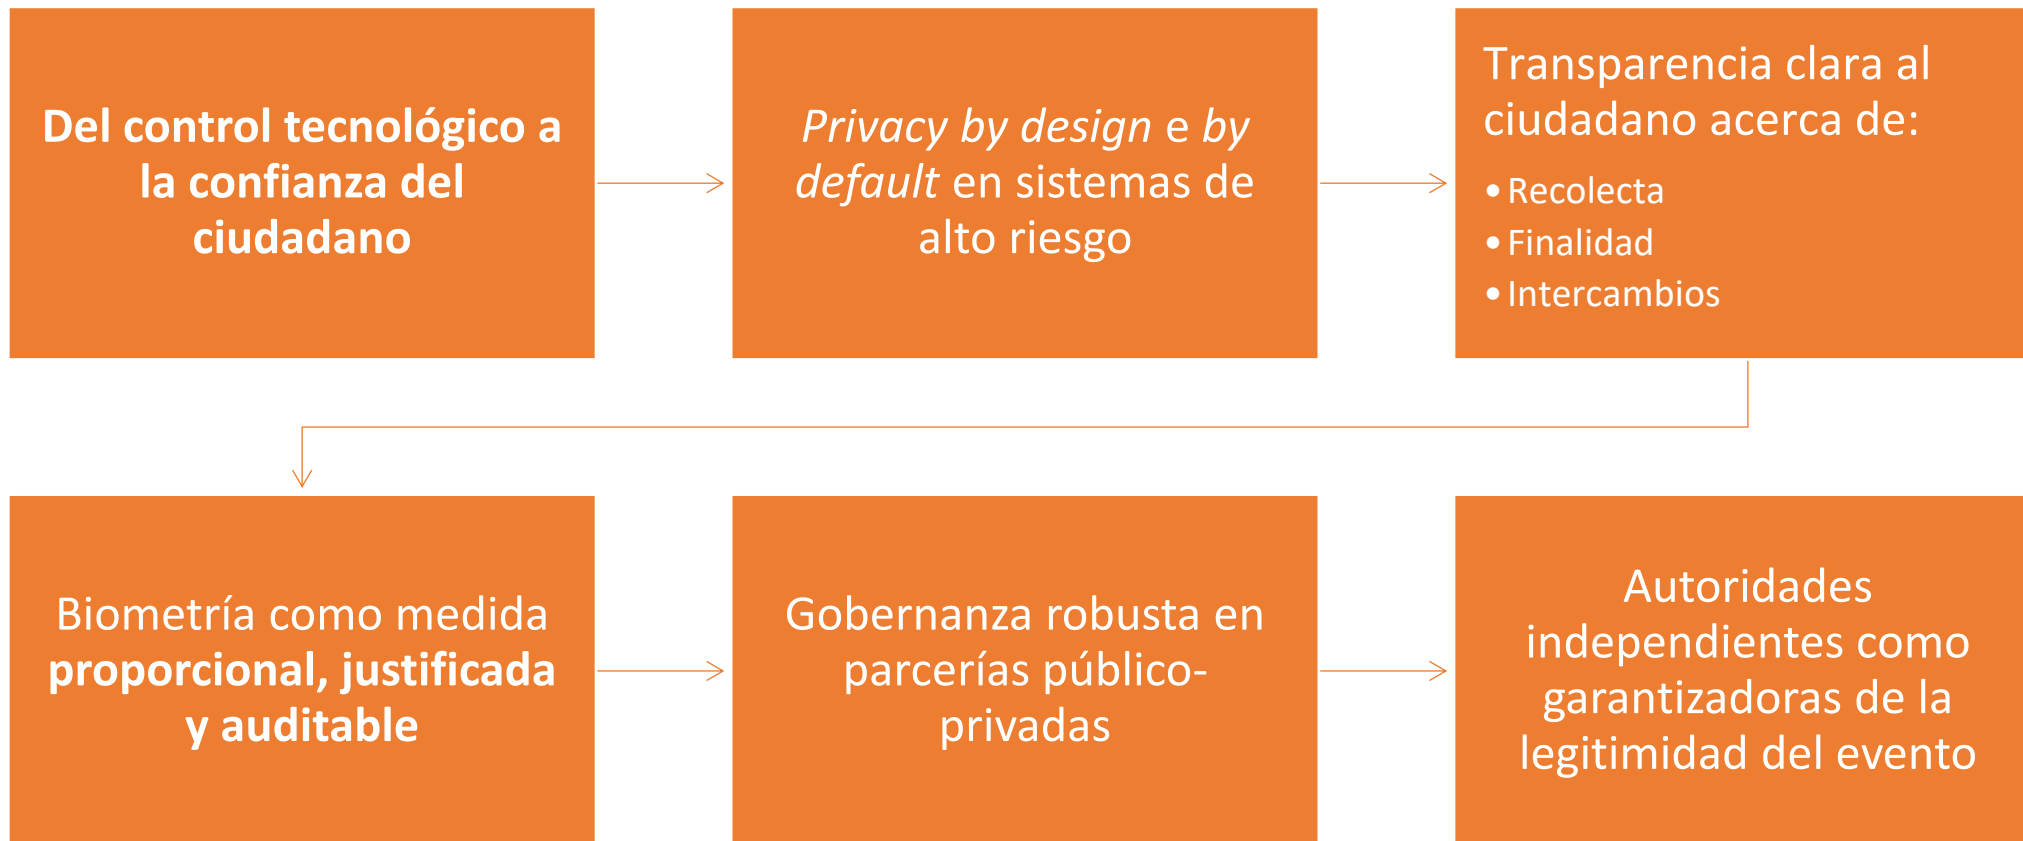 Del control tecnológico a
la confianza del
ciudadano
Privacy by design e by
default en sistemas de
alto riesgo
Transparencia clara al
ciudadano acerca de:
• Recolecta
• Finalidad
• Intercambios
Biometría como medida
proporcional, justificada
y auditable
Gobernanza robusta en
parcerías público-
privadas
Autoridades
independientes como
garantizadoras de la
legitimidad del evento